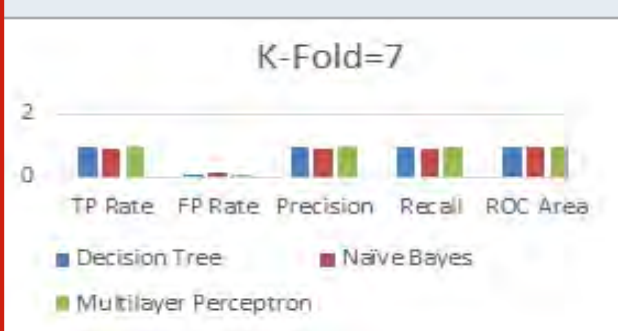 K-Fold=7
2
0
TP Rate FP Rate Precision Recall ROC Area
Decision Tree Naïve Bayes
Multilayer Perceptron